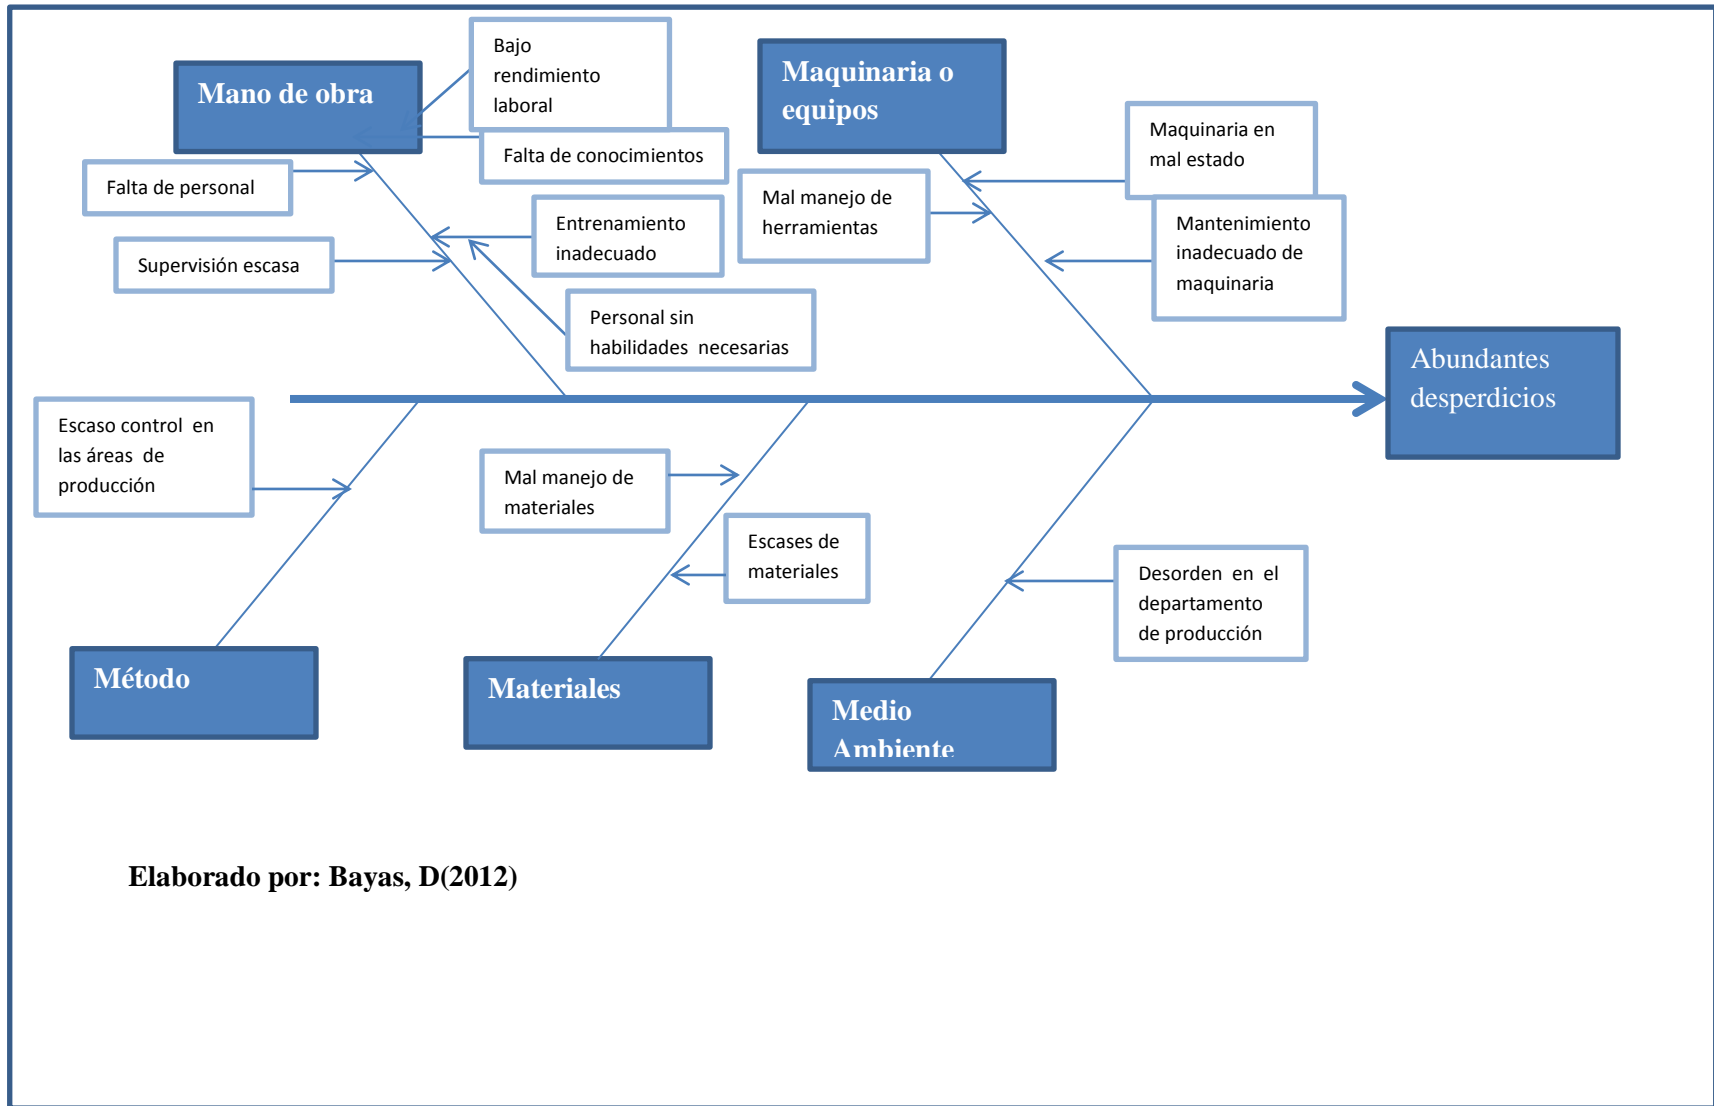 Bajo
rendimiento
laboral
Mano de obra
Maquinaria o
equipos
Falta de conocimientos
Maquinaria en
mal estado
Falta de personal
Mal manejo de
herramientas
Entrenamiento
inadecuado
Mantenimiento
inadecuado de
maquinaria
Supervisión escasa
Personal sin
habilidades necesarias
Abundantes
desperdicios
Escaso control en
las áreas de
producción
Mal manejo de
materiales
Escases de
materiales
Desorden en el
departamento
de producción
Método
Materiales
Medio
Ambiente
Elaborado por: Bayas, D(2012)